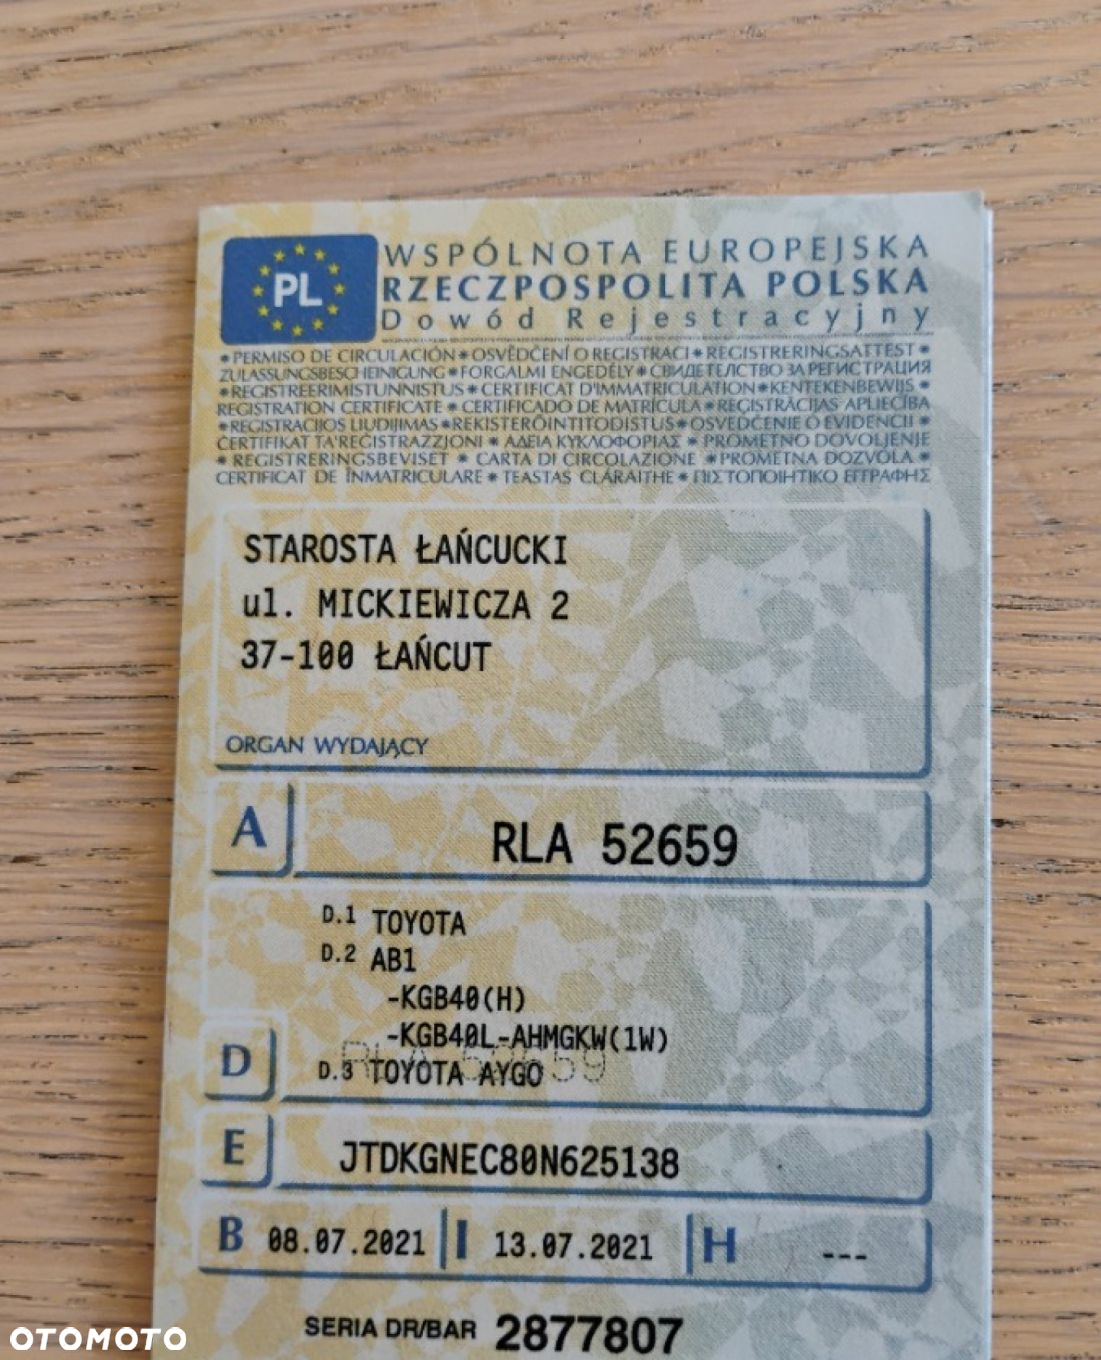 PL
WSPÓLNOTA EUROPEJSKA
RZECZPOSPOLITA POLSKA
Dowód Rejestracyjny
* PERMISO DE CIRCULACIÓN * OSVĚDČENÍ O REGISTRACI * REGISTRERINGSATTEST *
ZULASSUNGSBESCHEINIGUNG * FORGALMI ENGEDÉLY * СВИДЕТЕЛСТВО ЗА РЕГИСТРАЦИЯ
* REGISTREERIMISTUNNISTUS * CERTIFICAT D'IMMATRICULATION * KENTEKENBEWIJS *
REGISTRATION CERTIFICATE * CERTIFICADO DE MATRÍCULA * REĢISTRĀCIJAS APLIECĪBA
* REGISTRACIJOS LIUDIJIMAS * REKISTERÖINTITODISTUS * OSVEDČENIE O EVIDENCII *
ĊERTIFIKAT TA'REĠISTRAZZJONI * ΑΔΕΙΑ ΚΥΚΛΟΦΟΡΙΑΣ * PROMETNO DOVOLJENJE
* REGISTRERINGSBEVISET * CARTA DI CIRCOLAZIONE * PROMETNA DOZVOLA *
CERTIFICAT DE ÎNMATRICULARE * TEASTAS CLÁRAITHE * ΠΙΣΤΟΠΟΙΗΤΙΚΟ ΕΓΓΡΑΦΗΣ
STAROSTA ŁAŃCUCKI
ul. MICKIEWICZA 2
37-100 ŁAŃCUT
ORGAN WYDAJĄCY
A RLA 52659
D.1 TOYOTA
D.2 AB1
-KGB40(H)
-KGB40L-AHMGKW(1W)
RLA 52659
D D.3 TOYOTA AYGO
E JTDKGNEC80N625138
B 08.07.2021 I 13.07.2021 H ---
SERIA DR/BAR 2877807
OTOMOTO